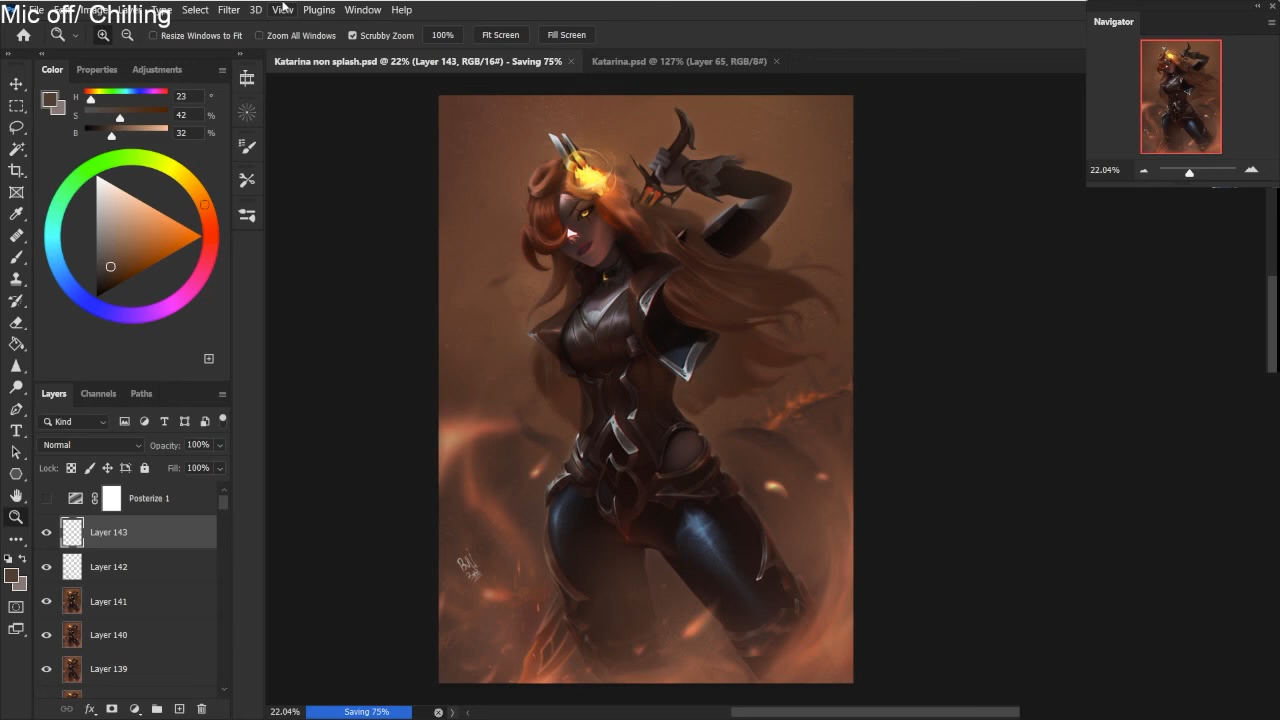 Mic off/ Chilling
File Edit Image Layer Type Select Filter 3D View Plugins Window Help
Resize Windows to Fit Zoom All Windows Scrubby Zoom 100% Fit Screen Fill Screen
Katarina non splash.psd @ 22% (Layer 143, RGB/16#) - Saving 75% × Katarina.psd @ 127% (Layer 65, RGB/8#) ×
Navigator
22.04%
Color Properties Adjustments
H 23 °
S 42 %
B 32 %
Layers Channels Paths
Kind
Normal Opacity: 100%
Lock: Fill: 100%
Posterize 1
Layer 143
Layer 142
Layer 141
Layer 140
Layer 139
22.04% Saving 75%